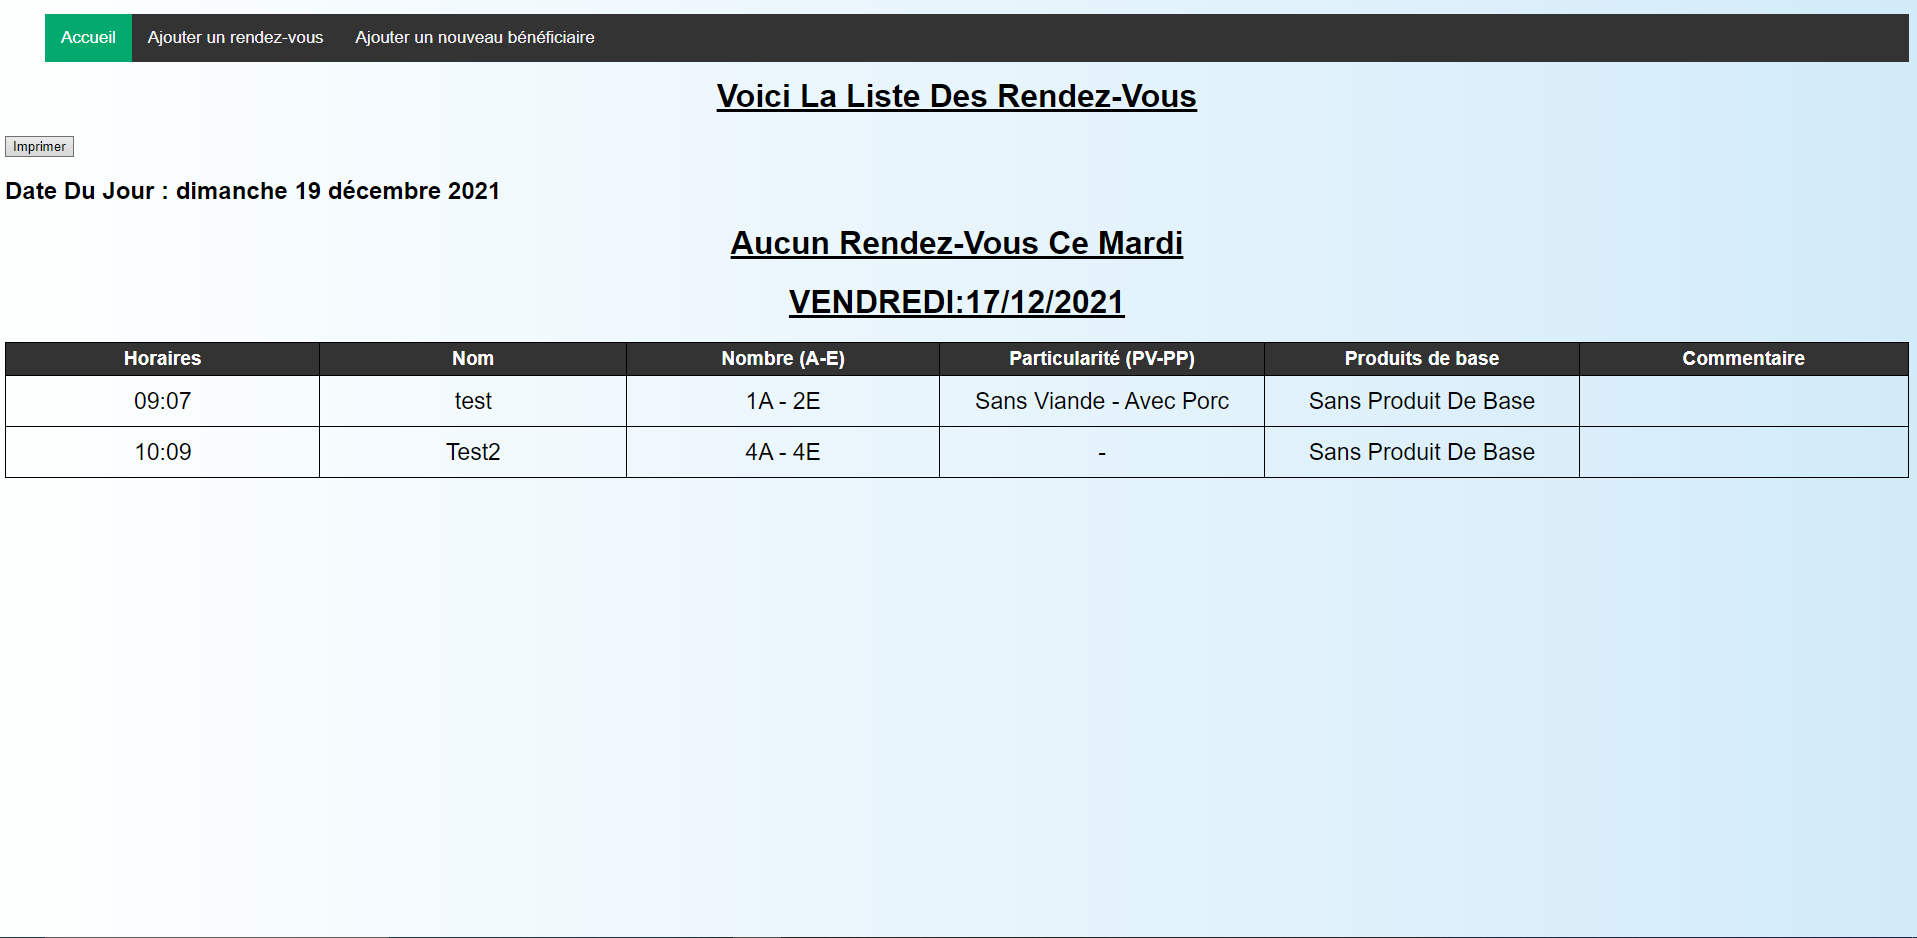 Accueil Ajouter un rendez-vous Ajouter un nouveau bénéficiaire
Voici La Liste Des Rendez-Vous
Imprimer
Date Du Jour : dimanche 19 décembre 2021
Aucun Rendez-Vous Ce Mardi
VENDREDI:17/12/2021
Horaires Nom Nombre (A-E) Particularité (PV-PP) Produits de base Commentaire
09:07 test 1A - 2E Sans Viande - Avec Porc Sans Produit De Base
10:09 Test2 4A - 4E - Sans Produit De Base